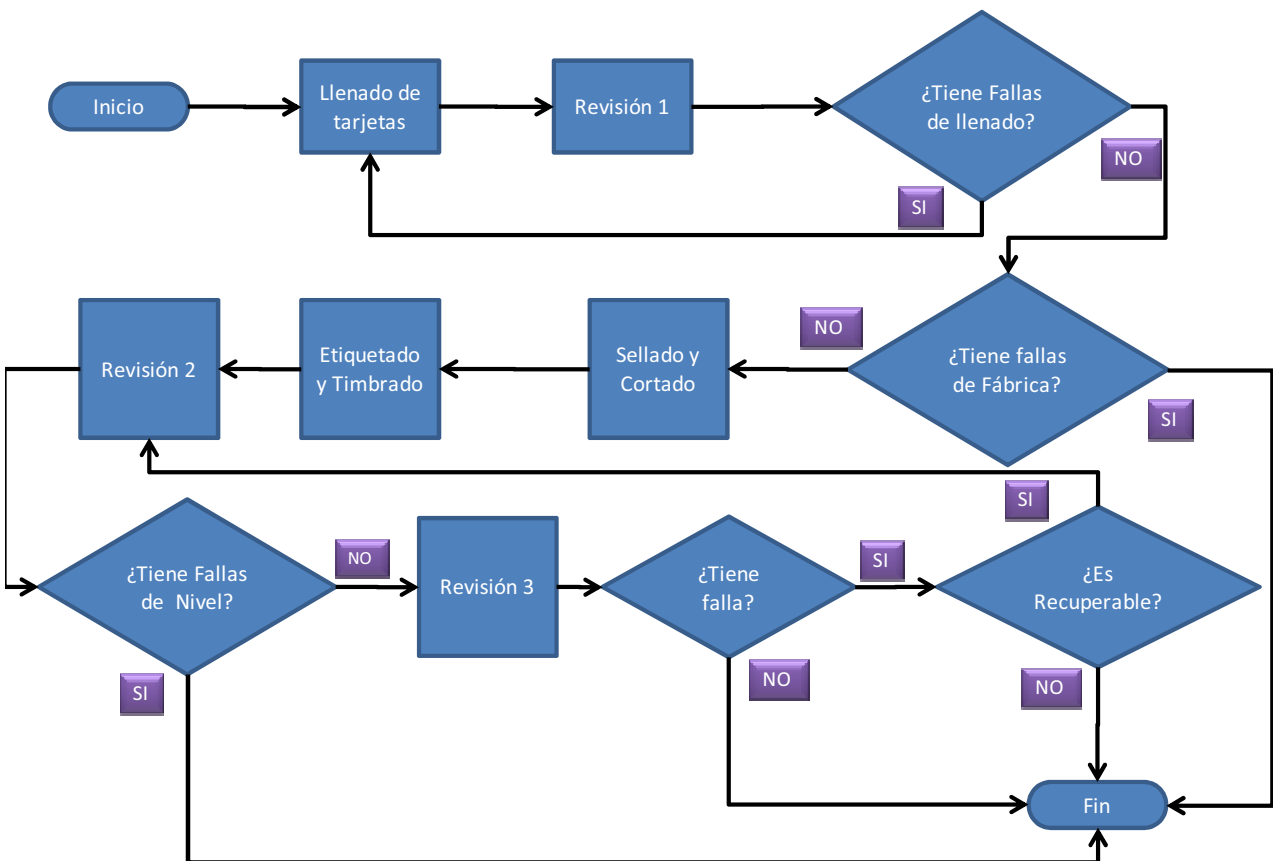 Inicio
Llenado de
tarjetas
Revisión 1
¿Tiene Fallas
de llenado?
NO
SI
Revisión 2
Etiquetado
y Timbrado
Sellado y
Cortado
NO
¿Tiene fallas
de Fábrica?
SI
SI
¿Tiene Fallas
de Nivel?
NO
Revisión 3
¿Tiene
falla?
SI
¿Es
Recuperable?
SI
NO
NO
Fin